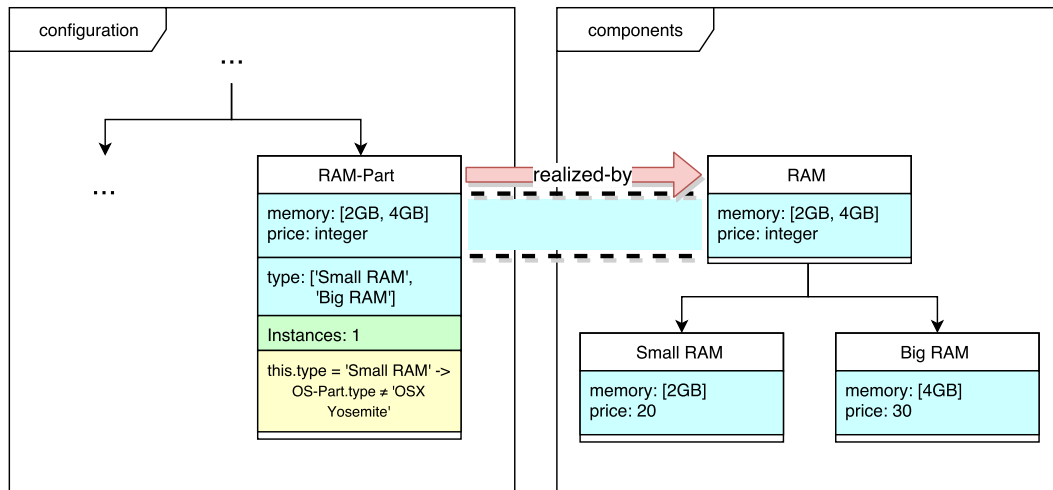 configuration
...
...
RAM-Part
memory: [2GB, 4GB]
price: integer
type: ['Small RAM',
'Big RAM']
Instances: 1
this.type = 'Small RAM' ->
OS-Part.type ≠ 'OSX
Yosemite'
realized-by
components
RAM
memory: [2GB, 4GB]
price: integer
Small RAM
memory: [2GB]
price: 20
Big RAM
memory: [4GB]
price: 30